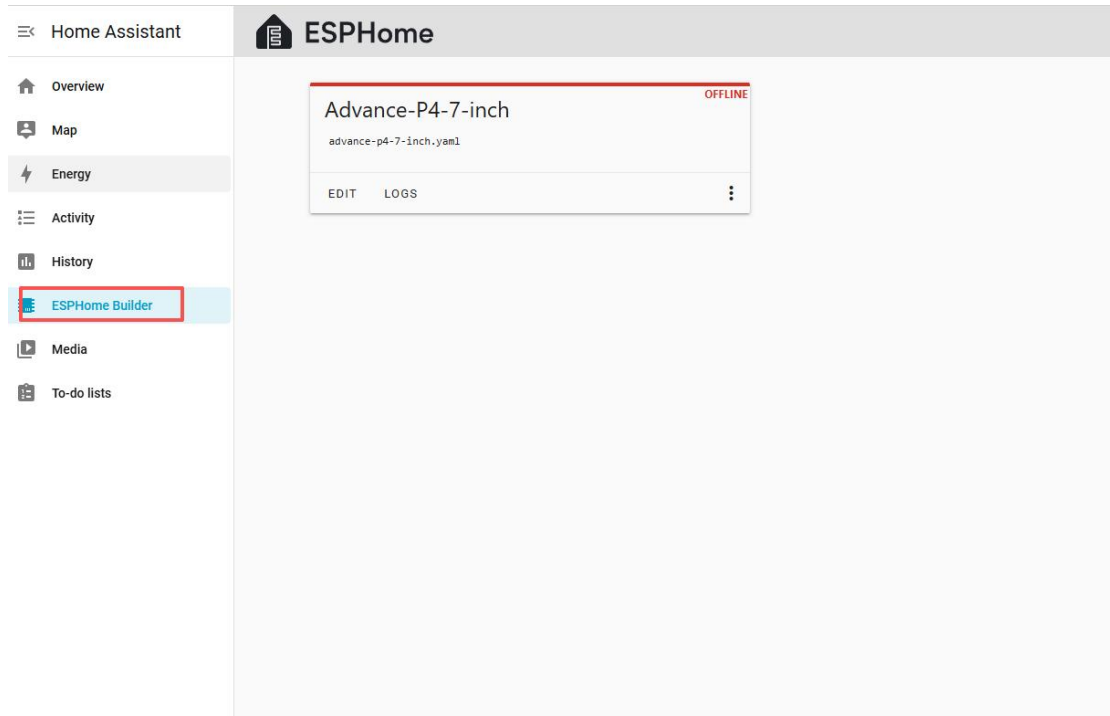 Home Assistant
ESPHome
Overview
Map
Energy
Activity
History
ESPHome Builder
Media
To-do lists
OFFLINE
Advance-P4-7-inch
advance-p4-7-inch.yaml
EDIT LOGS